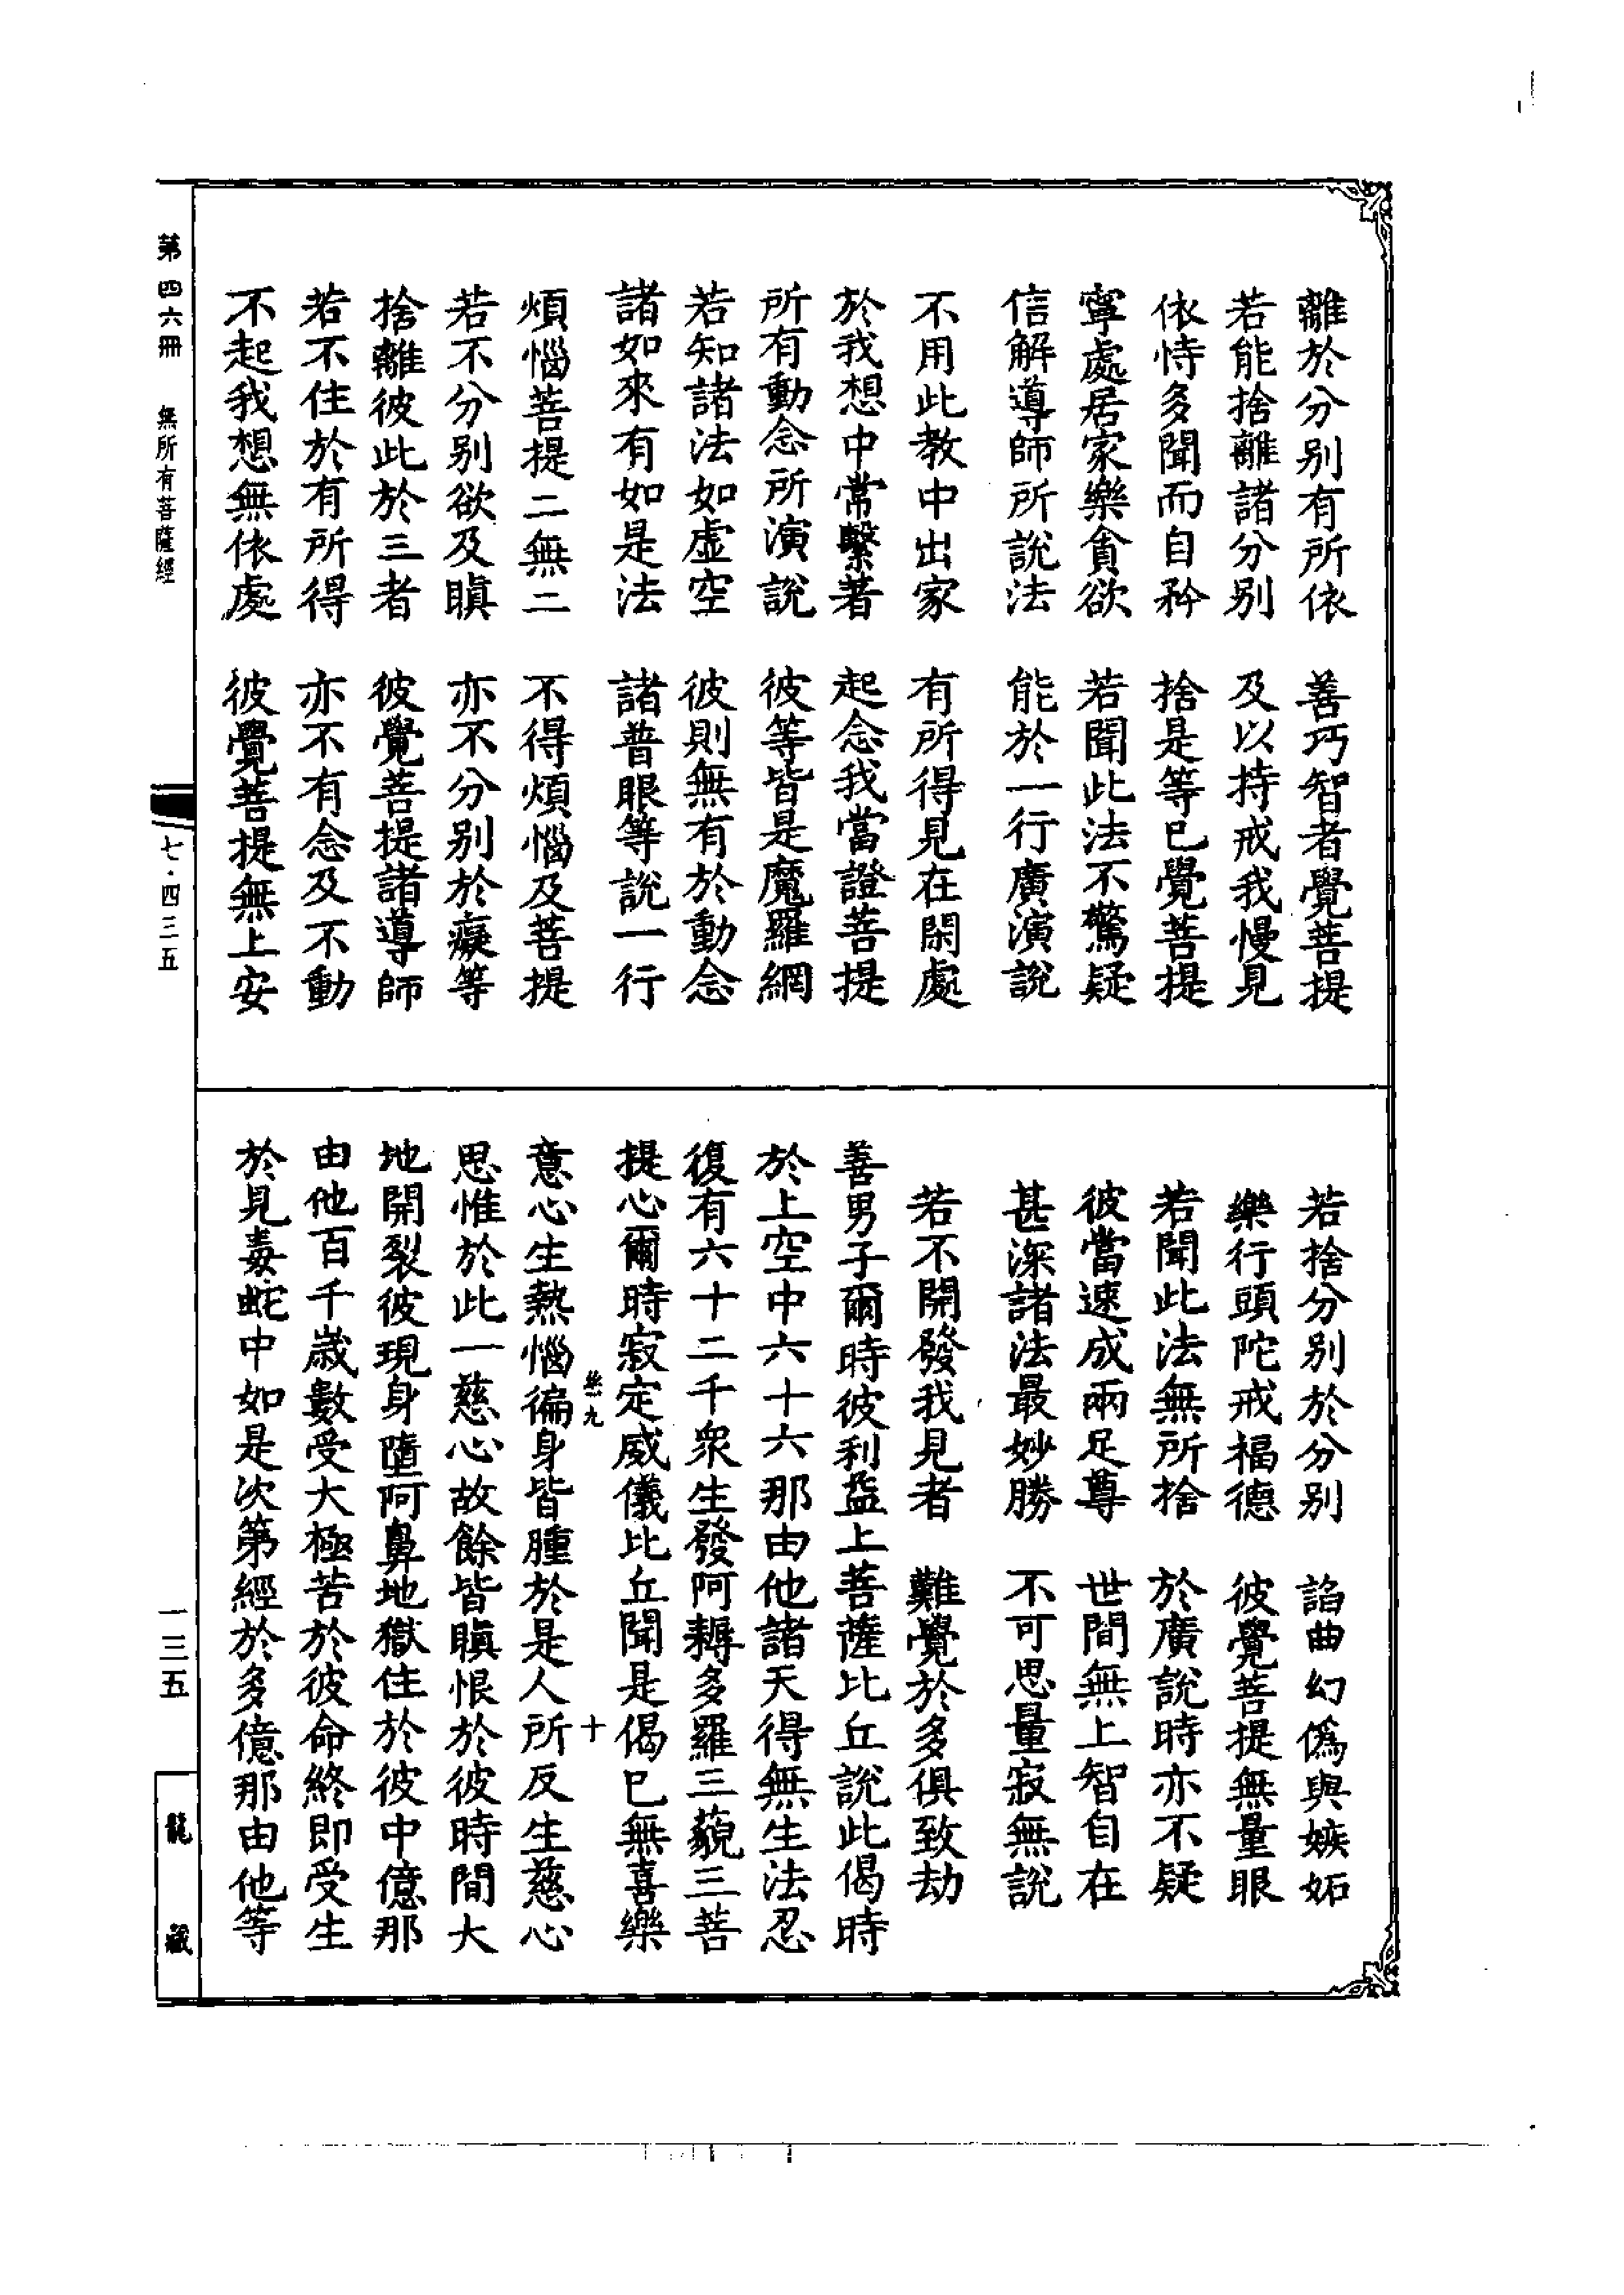 離於分别有所依　善巧智者覺菩提
若能捨離諸分别　及以持戒我慢見
依恃多聞而自矜　捨是等已覺菩提
寧處居家樂貪欲　若聞此法不驚疑
信解導師所說法　能於一行廣演說
不用此教中出家　有所得見在閑處
於我想中常繫著　起念我當證菩提
所有動念所演說　彼等皆是魔羅網
若知諸法如虛空　彼則無有於動念
諸如來有如是法　諸普眼等說一行
煩惱菩提二無二　不得煩惱及菩提
若不分别欲及瞋　亦不分别於癡等
捨離彼此於三者　彼覺菩提諸導師
若不住於有所得　亦不有念及不動
不起我想無依處　彼覺菩提無上安
若捨分别於分别　諂曲幻僞與嫉妬
樂行頭陀戒福德　彼覺菩提無量眼
若聞此法無所捨　於廣說時亦不疑
彼當速成兩足尊　世間無上智自在
甚深諸法最妙勝　不可思量寂無說
若不開發我見者　難覺於多俱致劫
善男子爾時彼利益上菩薩比丘說此偈時
於上空中六十六那由他諸天得無生法忍
復有六十二千衆生發阿耨多羅三藐三菩
提心爾時寂定威儀比丘聞是偈已無喜樂
意心生熱惱徧身皆腫於是人所反生慈心
思惟於此一慈心故餘皆瞋恨於彼時間大
地開裂彼現身墮阿鼻地獄住於彼中億那
由他百千歲數受大極苦於彼命終即受生
於見毒蛇中如是次第經於多億那由他等
九
十
第四六冊　無所有菩薩經
七·四三五
一三五
龍藏